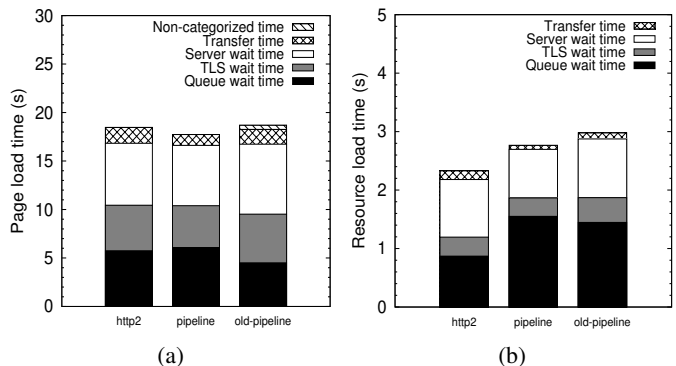 30
25
20
15
10
5
0
Page load time (s)
Non-categorized time
Transfer time
Server wait time
TLS wait time
Queue wait time
http2 pipeline old-pipeline
(a)
5
4
3
2
1
0
Resource load time (s)
Transfer time
Server wait time
TLS wait time
Queue wait time
http2 pipeline old-pipeline
(b)